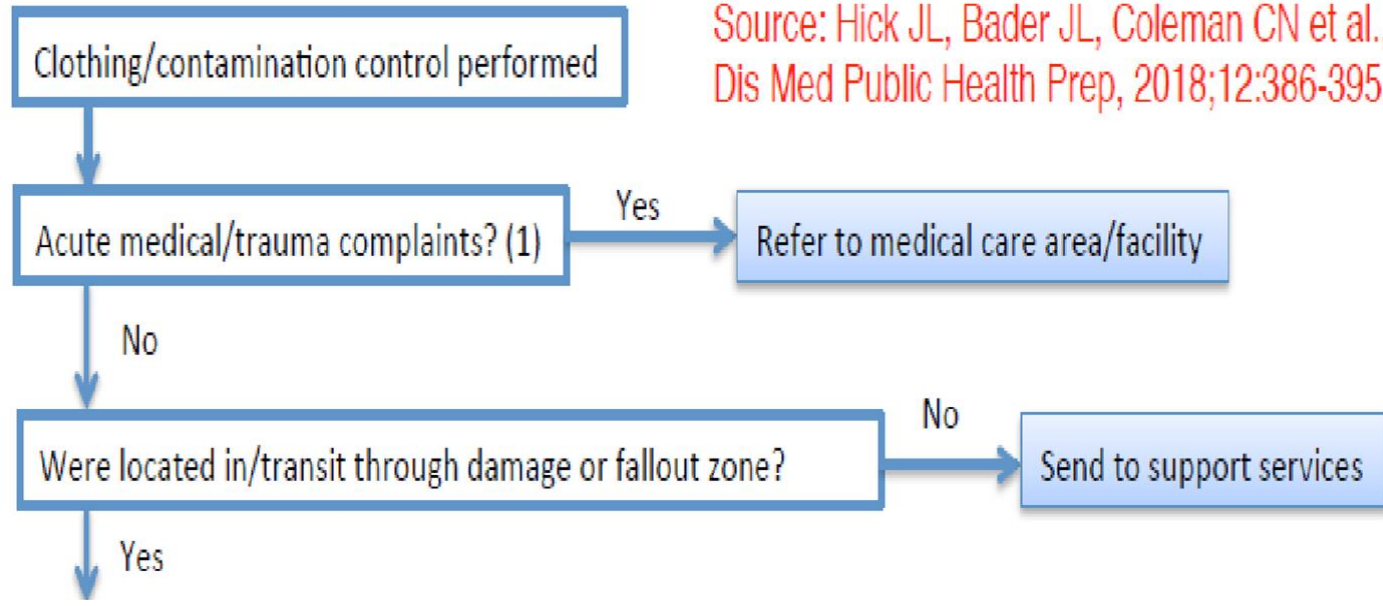 Source: Hick JL, Bader JL, Coleman CN et al.,
Dis Med Public Health Prep, 2018;12:386-395
Clothing/contamination control performed
Acute medical/trauma complaints? (1)
Yes
Refer to medical care area/facility
No
Were located in/transit through damage or fallout zone?
No
Send to support services
Yes